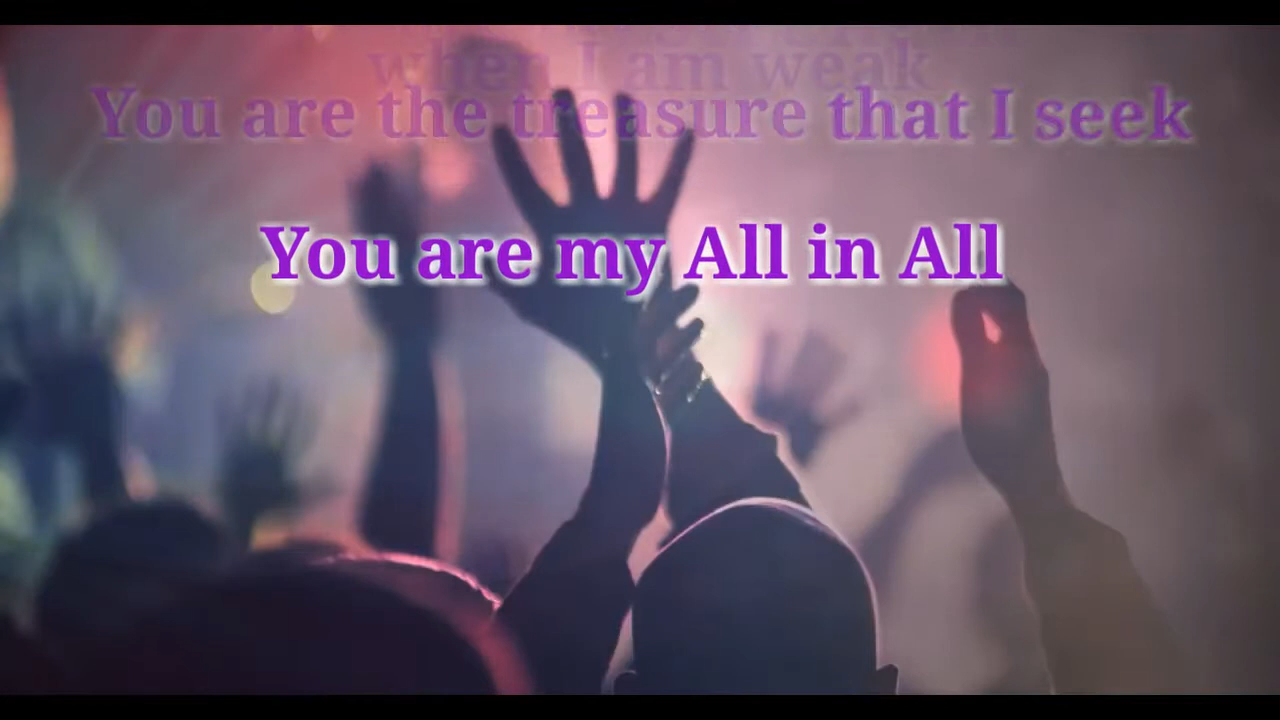 when I am weak
You are the treasure that I seek
You are my All in All